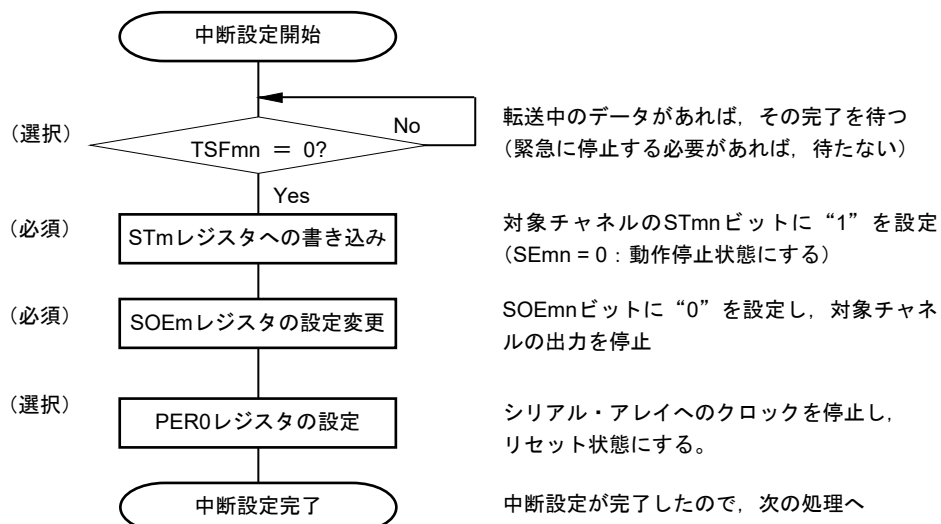 中断設定開始
(選択)
TSFmn = 0?
No
転送中のデータがあれば,その完了を待つ
(緊急に停止する必要があれば,待たない)
Yes
(必須)
STmレジスタへの書き込み
対象チャネルのSTmnビットに“1”を設定
(SEmn = 0:動作停止状態にする)
(必須)
SOEmレジスタの設定変更
SOEmnビットに“0”を設定し,対象チャネ
ルの出力を停止
(選択)
PER0レジスタの設定
シリアル・アレイへのクロックを停止し,
リセット状態にする。
中断設定完了
中断設定が完了したので,次の処理へ